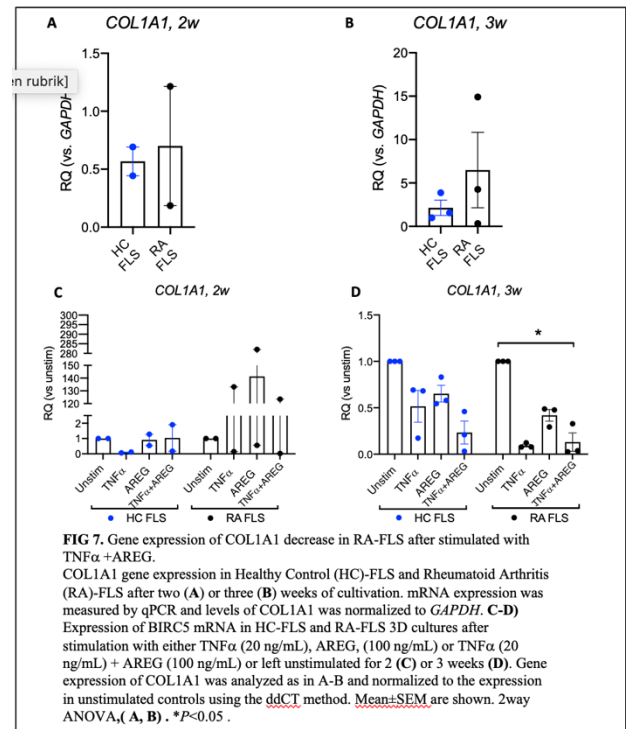 A
COL1A1, 2w
B
COL1A1, 3w
en rubrik]
RQ (vs. GAPDH)
1.5
1.0
0.5
0.0
HC
FLS
RA
FLS
RQ (vs. GAPDH)
20
15
10
5
0
HC
FLS
RA
FLS
C
COL1A1, 2w
D
COL1A1, 3w
RQ (vs unstim)
300
295
290
285
280
150
140
130
120
2
1
0
Unstim
TNFα
AREG
TNFα+AREG
Unstim
TNFα
AREG
TNFα+AREG
HC FLS
RA FLS
RQ (vs unstim)
1.5
1.0
0.5
0.0
*
Unstim
TNFα
AREG
TNFα+AREG
Unstim
TNFα
AREG
TNFα+AREG
HC FLS
RA FLS
FIG 7. Gene expression of COL1A1 decrease in RA-FLS after stimulated with
TNFα +AREG.
COL1A1 gene expression in Healthy Control (HC)-FLS and Rheumatoid Arthritis
(RA)-FLS after two (A) or three (B) weeks of cultivation. mRNA expression was
measured by qPCR and levels of COL1A1 was normalized to GAPDH. C-D)
Expression of BIRC5 mRNA in HC-FLS and RA-FLS 3D cultures after
stimulation with either TNFα (20 ng/mL), AREG, (100 ng/mL) or TNFα (20
ng/mL) + AREG (100 ng/mL) or left unstimulated for 2 (C) or 3 weeks (D). Gene
expression of COL1A1 was analyzed as in A-B and normalized to the expression
in unstimulated controls using the ddCT method. Mean±SEM are shown. 2way
ANOVA,( A, B) . *P<0.05 .